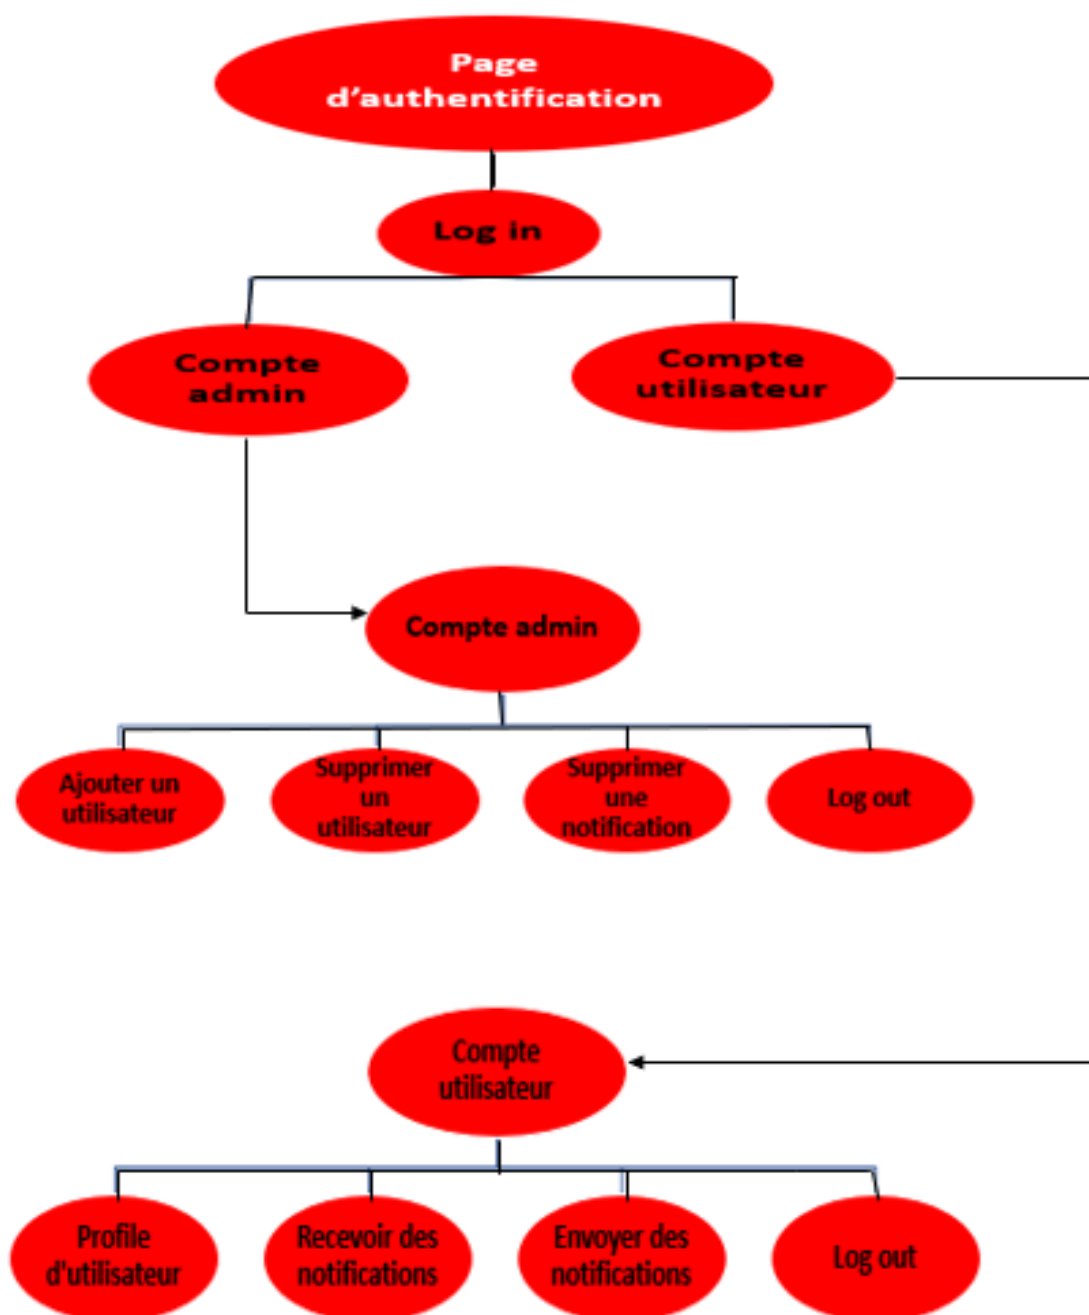 Page
d’authentification
Log in
Compte
admin
Compte
utilisateur
Compte admin
Ajouter un
utilisateur
Supprimer
un
utilisateur
Supprimer
une
notification
Log out
Compte
utilisateur
Profile
d'utilisateur
Recevoir des
notifications
Envoyer des
notifications
Log out